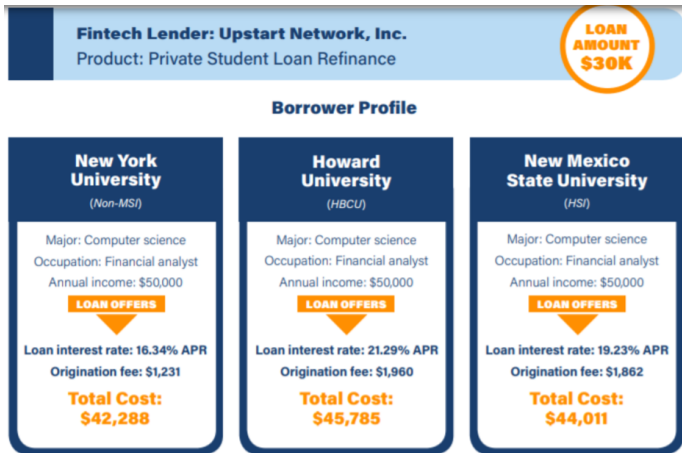 Fintech Lender: Upstart Network, Inc.
Product: Private Student Loan Refinance
LOAN
AMOUNT
$30K
Borrower Profile
New York
University
(Non-MSI)
Major: Computer science
Occupation: Financial analyst
Annual income: $50,000
LOAN OFFERS
Loan interest rate: 16.34% APR
Origination fee: $1,231
Total Cost:
$42,288
Howard
University
(HBCU)
Major: Computer science
Occupation: Financial analyst
Annual income: $50,000
LOAN OFFERS
Loan interest rate: 21.29% APR
Origination fee: $1,960
Total Cost:
$45,785
New Mexico
State University
(HSI)
Major: Computer science
Occupation: Financial analyst
Annual income: $50,000
LOAN OFFERS
Loan interest rate: 19.23% APR
Origination fee: $1,862
Total Cost:
$44,011